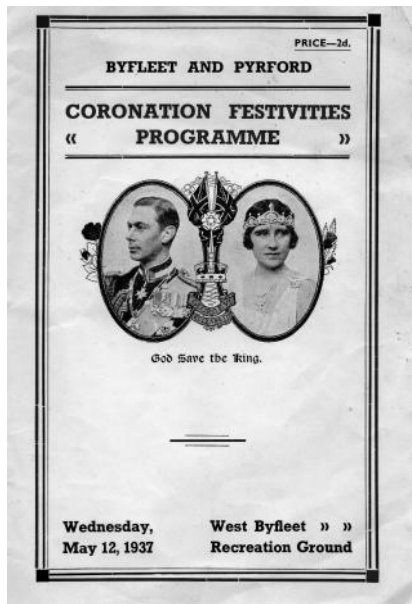 PRICE—2d.
BYFLEET AND PYRFORD
CORONATION FESTIVITIES
« PROGRAMME »
God Save the King.
Wednesday, West Byfleet » »
May 12, 1937 Recreation Ground